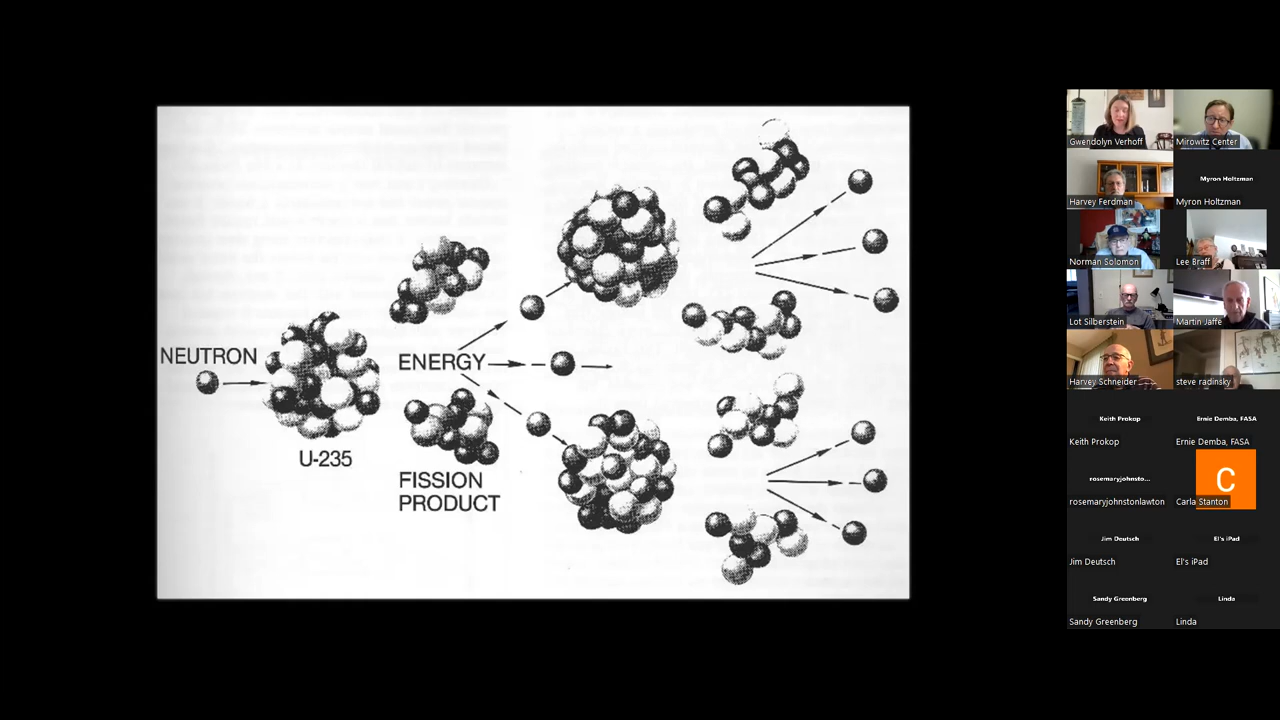 NEUTRON
U-235
ENERGY
FISSION
PRODUCT
Gwendolyn Verhoff
Mirowitz Center
Harvey Ferdman
Myron Holtzman
Myron Holtzman
Norman Solomon
Lee Braff
Lot Silberstein
Martin Jaffe
Harvey Schneider
steve radinsky
Keith Prokop
Keith Prokop
Ernie Demba, FASA
Ernie Demba, FASA
rosemaryjohnsto...
rosemaryjohnstonlawton
C
Carla Stanton
Jim Deutsch
Jim Deutsch
El's iPad
El's iPad
Sandy Greenberg
Sandy Greenberg
Linda
Linda